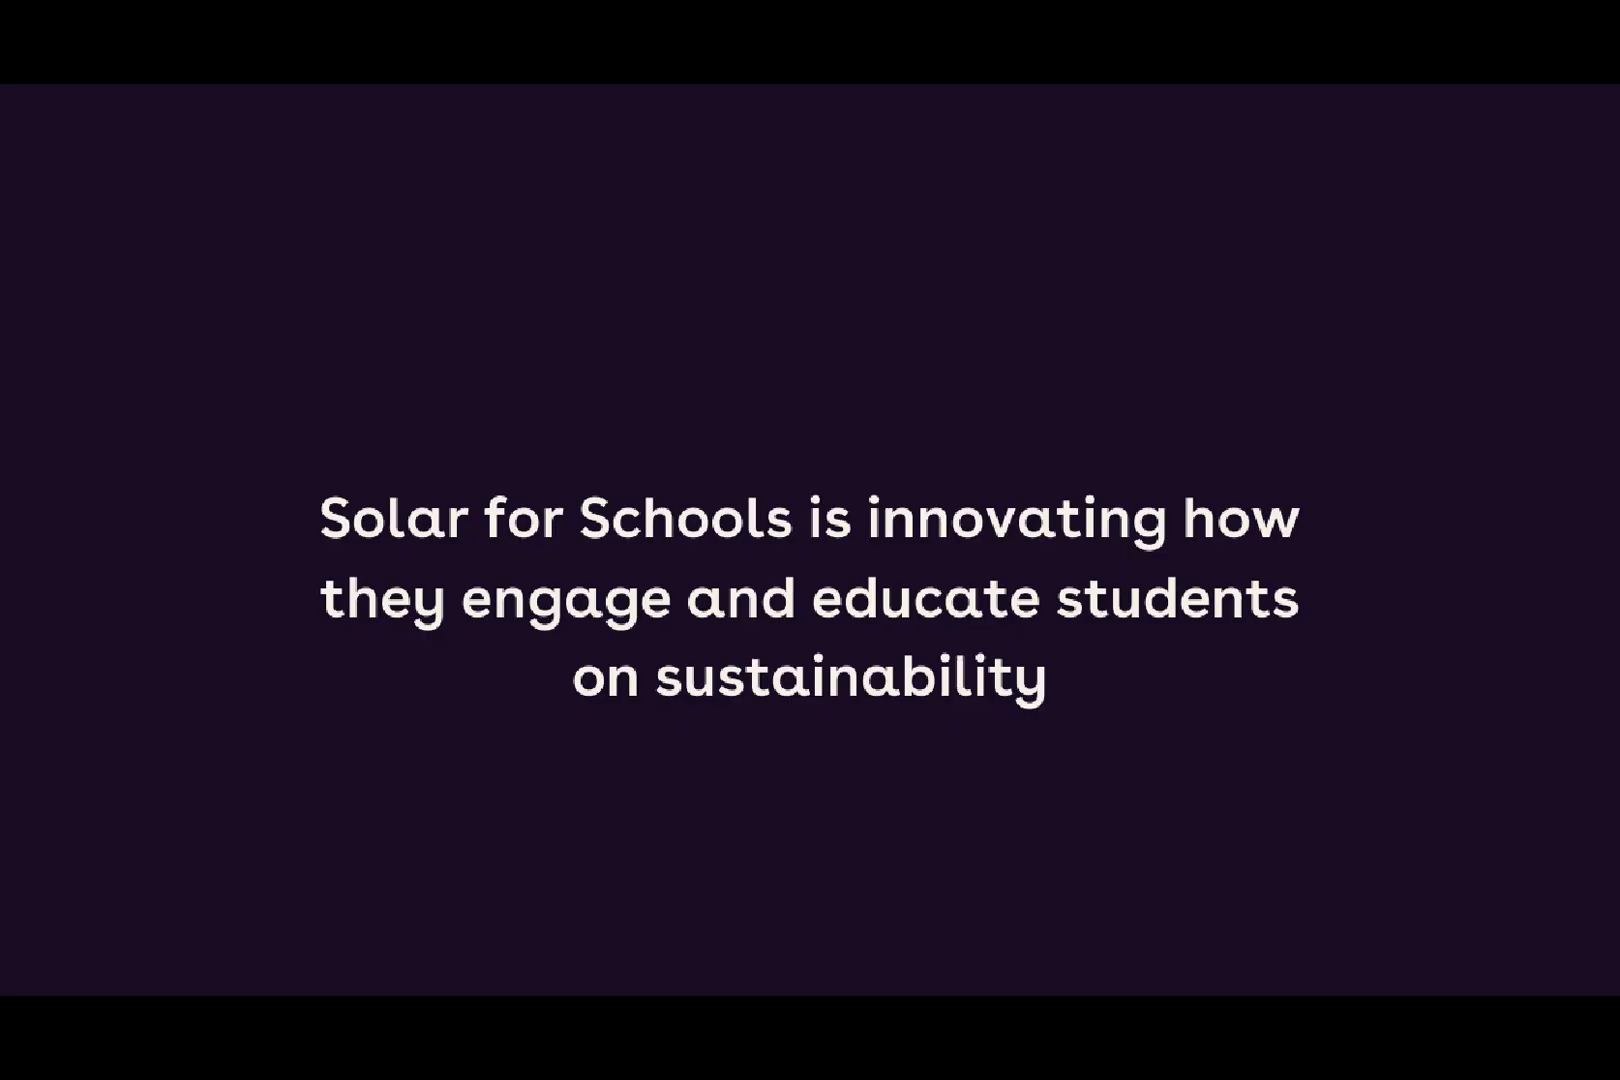 Solar for Schools is innovating how
they engage and educate students
on sustainability